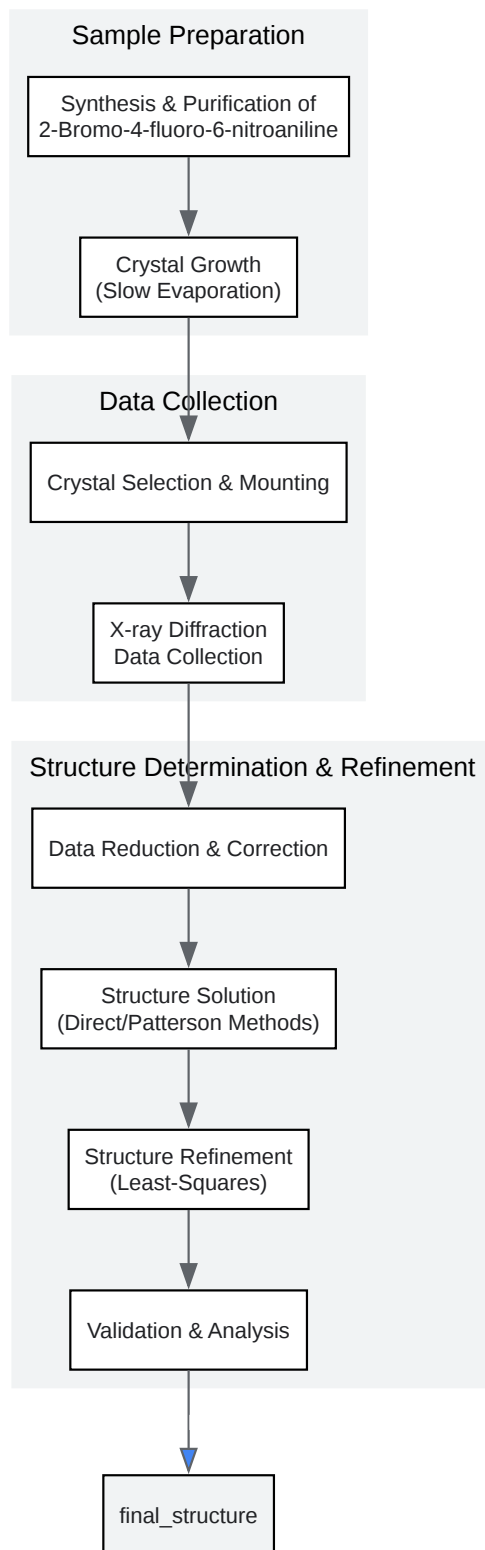 Sample Preparation
Synthesis & Purification of
2-Bromo-4-fluoro-6-nitroaniline
Crystal Growth
(Slow Evaporation)
Data Collection
Crystal Selection & Mounting
X-ray Diffraction
Data Collection
Structure Determination & Refinement
Data Reduction & Correction
Structure Solution
(Direct/Patterson Methods)
Structure Refinement
(Least-Squares)
Validation & Analysis
final_structure